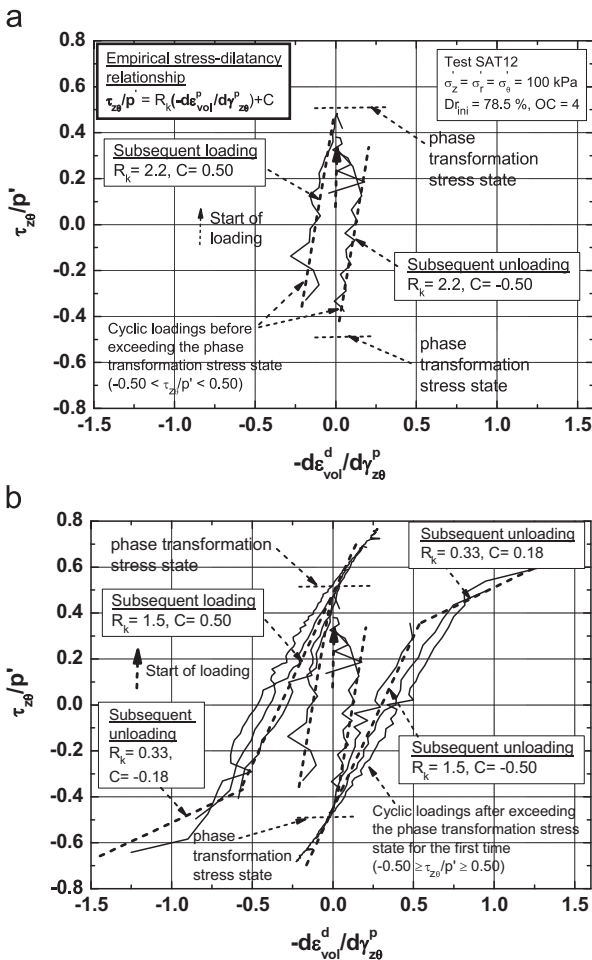 a
Empirical stress-dilatancy
relationship
τzθ/p' = Rk(-dεᵖvol/dγᵖzθ)+C
Test SAT12
σ'z = σ'r = σ'θ = 100 kPa
Drini = 78.5 %, OC = 4
phase
transformation
stress state
Subsequent loading
Rk= 2.2, C= 0.50
Start of
loading
Subsequent unloading
Rk= 2.2, C= -0.50
Cyclic loadings before
exceeding the phase
transformation stress state
(-0.50 < τzθ/p' < 0.50)
phase
transformation
stress state
0.8
0.6
0.4
0.2
0.0
-0.2
-0.4
-0.6
-0.8
τzθ/p'
-1.5 -1.0 -0.5 0.0 0.5 1.0 1.5
-dεᵈvol/dγᵖzθ
b
phase transformation
stress state
Subsequent unloading
Rk= 0.33, C= 0.18
Subsequent loading
Rk= 1.5, C= 0.50
Start of loading
Subsequent
unloading
Rk= 0.33,
C= -0.18
Subsequent unloading
Rk= 1.5, C= -0.50
phase
transformation
stress state
Cyclic loadings after exceeding
the phase transformation stress
state for the first time
(-0.50 ≥ τzθ/p' ≥ 0.50)
0.8
0.6
0.4
0.2
0.0
-0.2
-0.4
-0.6
-0.8
τzθ/p'
-1.5 -1.0 -0.5 0.0 0.5 1.0 1.5
-dεᵈvol/dγᵖzθ